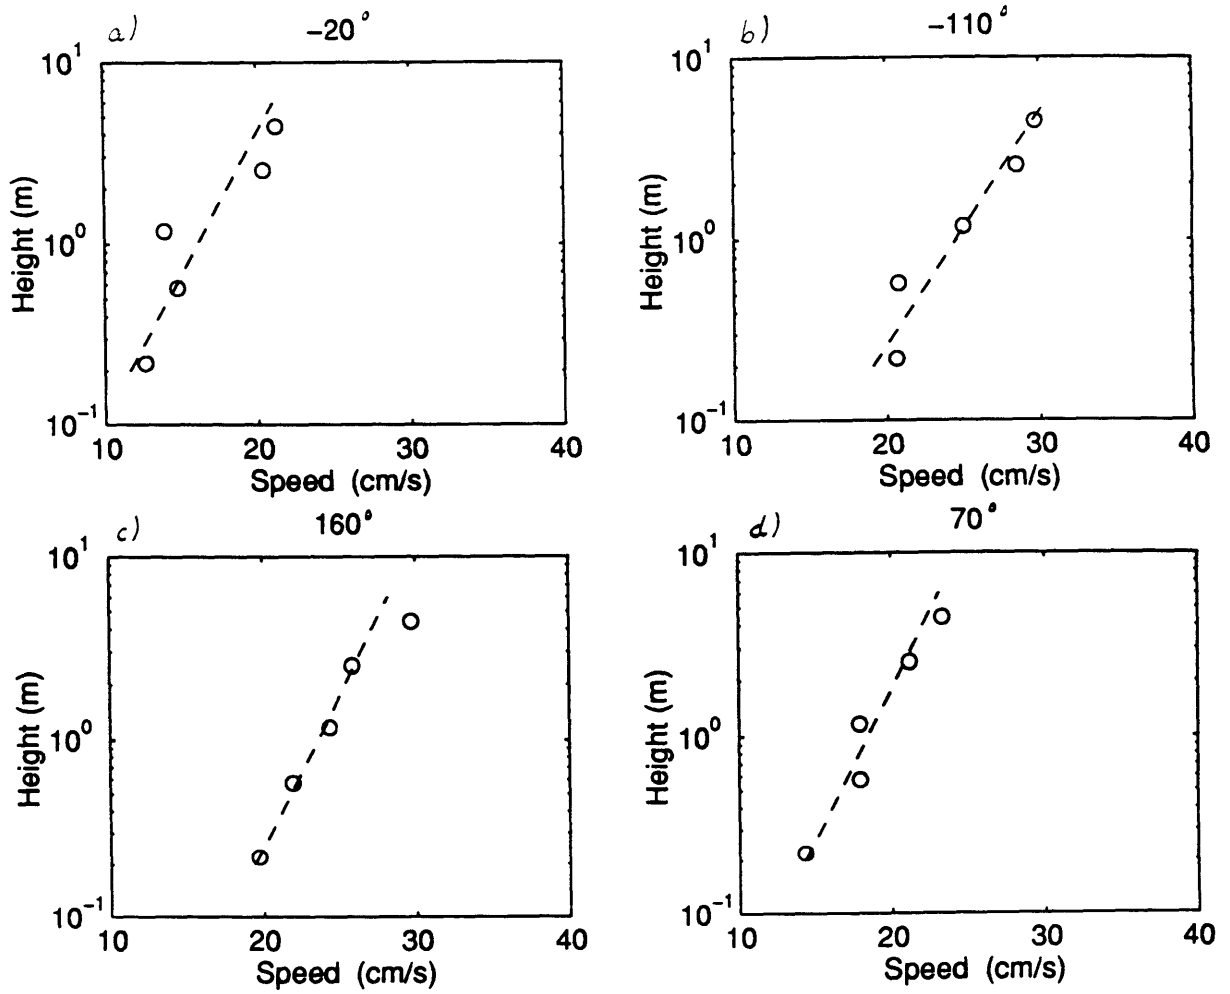 a) −20°
10¹
10⁰
10⁻¹
Height (m)
10 20 30 40
Speed (cm/s)
b) −110°
10¹
10⁰
10⁻¹
Height (m)
10 20 30 40
Speed (cm/s)
c) 160°
10¹
10⁰
10⁻¹
Height (m)
10 20 30 40
Speed (cm/s)
d) 70°
10¹
10⁰
10⁻¹
Height (m)
10 20 30 40
Speed (cm/s)